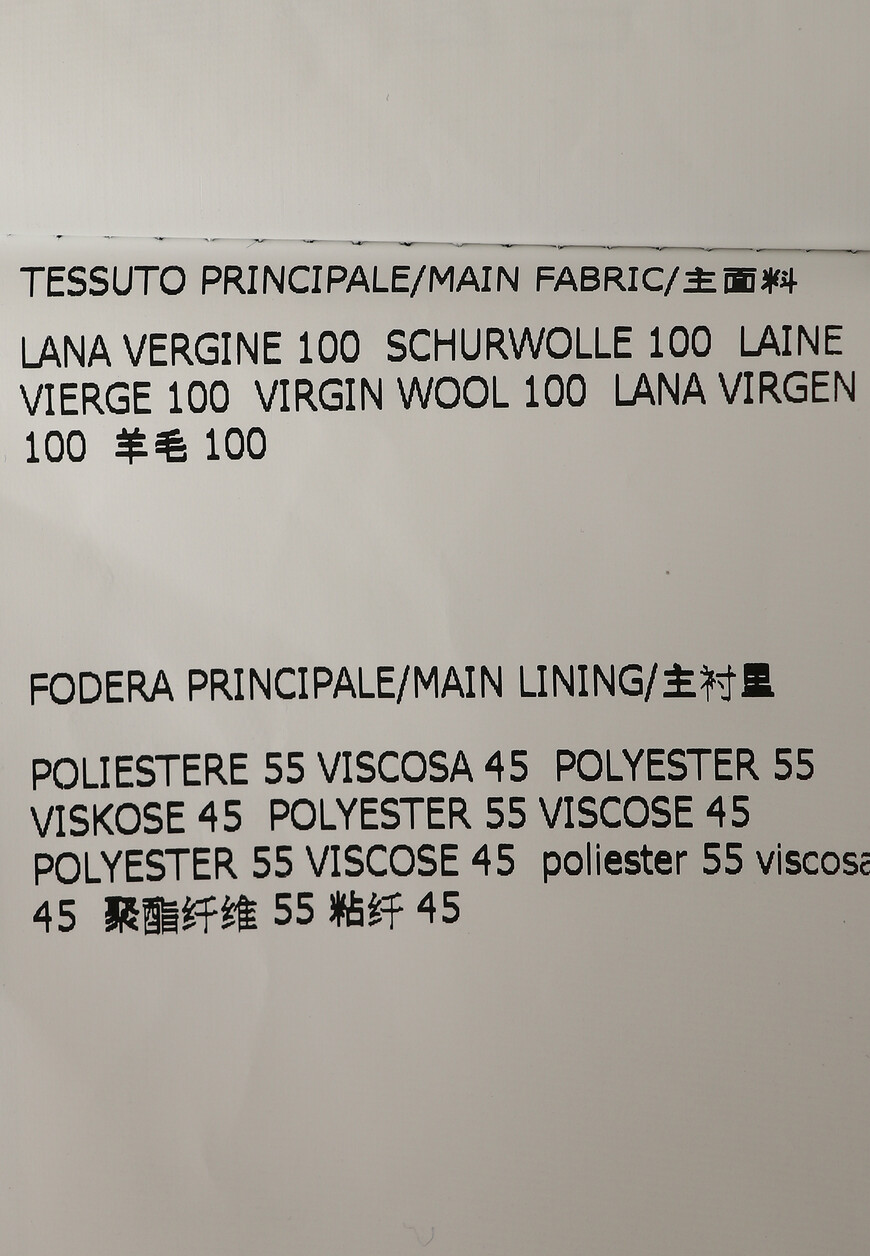 TESSUTO PRINCIPALE/MAIN FABRIC/主面料
LANA VERGINE 100 SCHURWOLLE 100 LAINE
VIERGE 100 VIRGIN WOOL 100 LANA VIRGEN
100 羊毛 100
FODERA PRINCIPALE/MAIN LINING/主衬里
POLIESTERE 55 VISCOSA 45 POLYESTER 55
VISKOSE 45 POLYESTER 55 VISCOSE 45
POLYESTER 55 VISCOSE 45 poliester 55 viscosa
45 聚酯纤维 55 粘纤 45